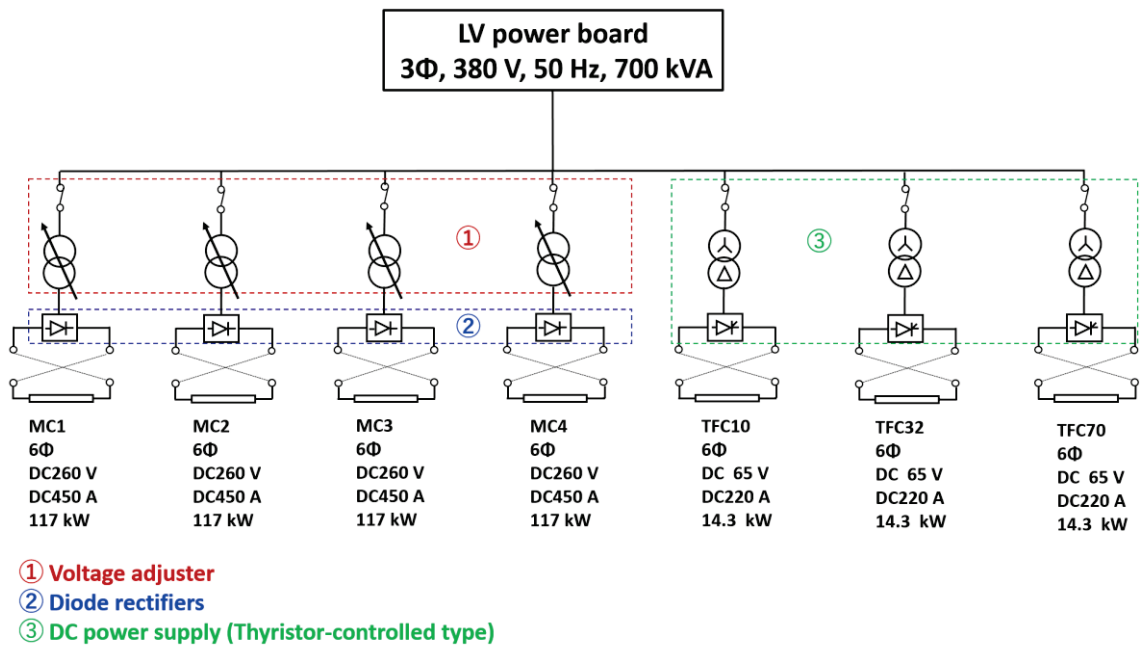 LV power board
3Φ, 380 V, 50 Hz, 700 kVA
①
③
②
MC1
6Φ
DC260 V
DC450 A
117 kW
MC2
6Φ
DC260 V
DC450 A
117 kW
MC3
6Φ
DC260 V
DC450 A
117 kW
MC4
6Φ
DC260 V
DC450 A
117 kW
TFC10
6Φ
DC 65 V
DC220 A
14.3 kW
TFC32
6Φ
DC 65 V
DC220 A
14.3 kW
TFC70
6Φ
DC 65 V
DC220 A
14.3 kW
① Voltage adjuster
② Diode rectifiers
③ DC power supply (Thyristor-controlled type)